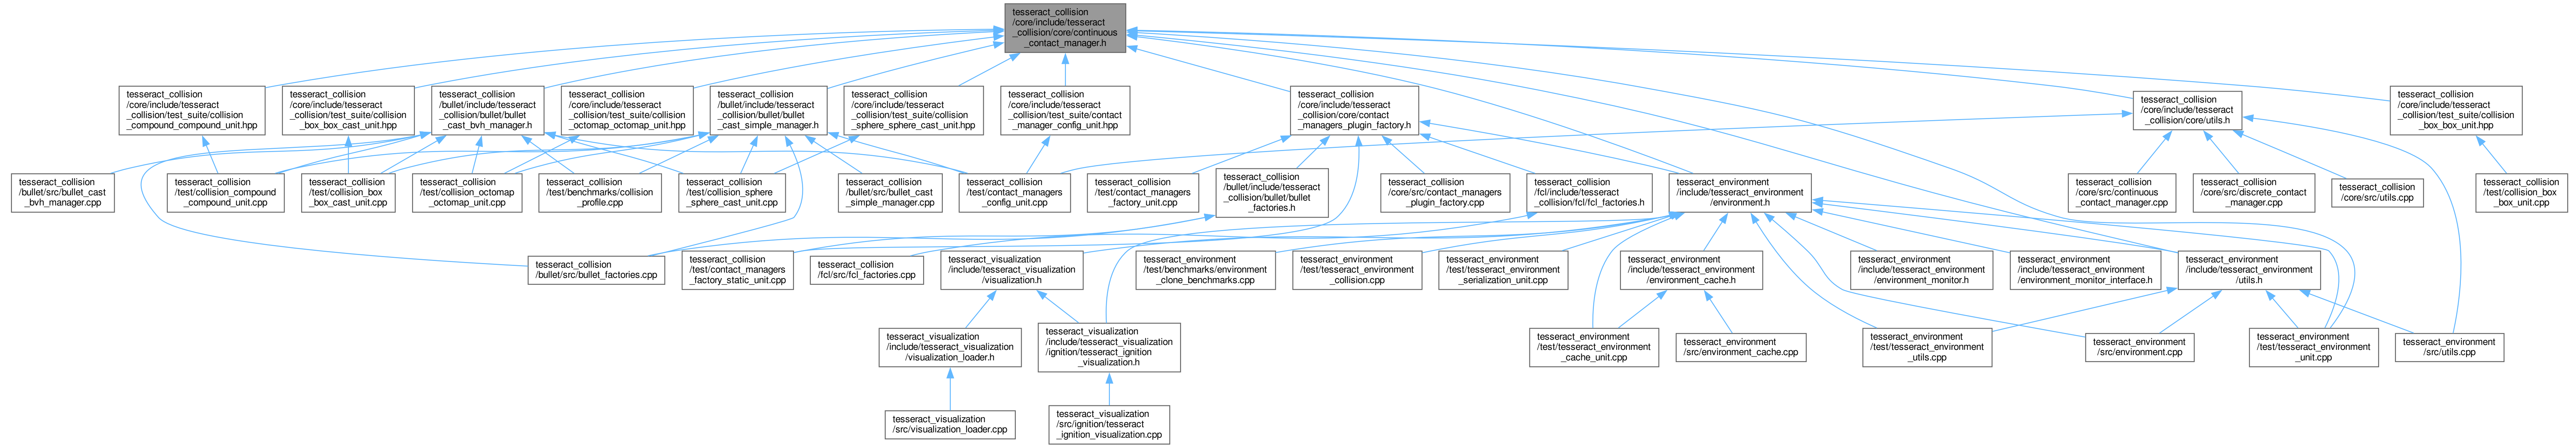 tesseract_collision
/core/include/tesseract
_collision/core/continuous
_contact_manager.h
tesseract_collision
/core/include/tesseract
_collision/test_suite/collision
_compound_compound_unit.hpp
tesseract_collision
/core/include/tesseract
_collision/test_suite/collision
_box_box_cast_unit.hpp
tesseract_collision
/bullet/include/tesseract
_collision/bullet/bullet
_cast_bvh_manager.h
tesseract_collision
/core/include/tesseract
_collision/test_suite/collision
_octomap_octomap_unit.hpp
tesseract_collision
/bullet/include/tesseract
_collision/bullet/bullet
_cast_simple_manager.h
tesseract_collision
/core/include/tesseract
_collision/test_suite/collision
_sphere_sphere_cast_unit.hpp
tesseract_collision
/core/include/tesseract
_collision/test_suite/contact
_manager_config_unit.hpp
tesseract_collision
/core/include/tesseract
_collision/core/contact
_managers_plugin_factory.h
tesseract_collision
/core/include/tesseract
_collision/core/utils.h
tesseract_collision
/core/include/tesseract
_collision/test_suite/collision
_box_box_unit.hpp
tesseract_collision
/bullet/src/bullet_cast
_bvh_manager.cpp
tesseract_collision
/test/collision_compound
_compound_unit.cpp
tesseract_collision
/test/collision_box
_box_cast_unit.cpp
tesseract_collision
/test/collision_octomap
_octomap_unit.cpp
tesseract_collision
/test/benchmarks/collision
_profile.cpp
tesseract_collision
/test/collision_sphere
_sphere_cast_unit.cpp
tesseract_collision
/bullet/src/bullet_cast
_simple_manager.cpp
tesseract_collision
/test/contact_managers
_config_unit.cpp
tesseract_collision
/test/contact_managers
_factory_unit.cpp
tesseract_collision
/bullet/include/tesseract
_collision/bullet/bullet
_factories.h
tesseract_collision
/core/src/contact_managers
_plugin_factory.cpp
tesseract_collision
/fcl/include/tesseract
_collision/fcl/fcl_factories.h
tesseract_environment
/include/tesseract_environment
/environment.h
tesseract_collision
/core/src/continuous
_contact_manager.cpp
tesseract_collision
/core/src/discrete_contact
_manager.cpp
tesseract_collision
/core/src/utils.cpp
tesseract_collision
/test/collision_box
_box_unit.cpp
tesseract_collision
/bullet/src/bullet_factories.cpp
tesseract_collision
/test/contact_managers
_factory_static_unit.cpp
tesseract_collision
/fcl/src/fcl_factories.cpp
tesseract_visualization
/include/tesseract_visualization
/visualization.h
tesseract_environment
/test/benchmarks/environment
_clone_benchmarks.cpp
tesseract_environment
/test/tesseract_environment
_collision.cpp
tesseract_environment
/test/tesseract_environment
_serialization_unit.cpp
tesseract_environment
/include/tesseract_environment
/environment_cache.h
tesseract_environment
/include/tesseract_environment
/environment_monitor.h
tesseract_environment
/include/tesseract_environment
/environment_monitor_interface.h
tesseract_environment
/include/tesseract_environment
/utils.h
tesseract_visualization
/include/tesseract_visualization
/visualization_loader.h
tesseract_visualization
/include/tesseract_visualization
/ignition/tesseract_ignition
_visualization.h
tesseract_environment
/test/tesseract_environment
_cache_unit.cpp
tesseract_environment
/src/environment_cache.cpp
tesseract_environment
/test/tesseract_environment
_utils.cpp
tesseract_environment
/src/environment.cpp
tesseract_environment
/test/tesseract_environment
_unit.cpp
tesseract_environment
/src/utils.cpp
tesseract_visualization
/src/visualization_loader.cpp
tesseract_visualization
/src/ignition/tesseract
_ignition_visualization.cpp